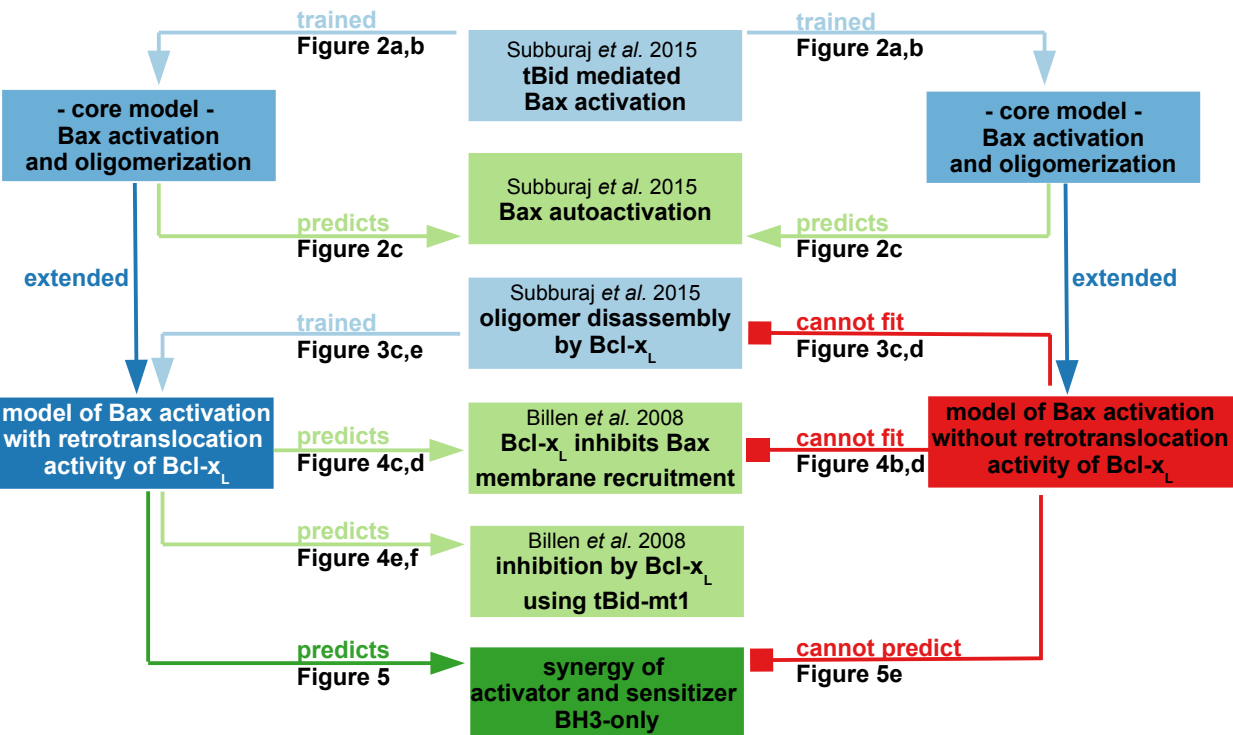 trained
Figure 2a,b
Subburaj et al. 2015
tBid mediated
Bax activation
trained
Figure 2a,b
- core model -
Bax activation
and oligomerization
- core model -
Bax activation
and oligomerization
predicts
Figure 2c
Subburaj et al. 2015
Bax autoactivation
predicts
Figure 2c
extended
extended
trained
Figure 3c,e
Subburaj et al. 2015
oligomer disassembly
by Bcl-xL
cannot fit
Figure 3c,d
model of Bax activation
with retrotranslocation
activity of Bcl-xL
predicts
Figure 4c,d
Billen et al. 2008
Bcl-xL inhibits Bax
membrane recruitment
cannot fit
Figure 4b,d
model of Bax activation
without retrotranslocation
activity of Bcl-xL
predicts
Figure 4e,f
Billen et al. 2008
inhibition by Bcl-xL
using tBid-mt1
predicts
Figure 5
synergy of
activator and sensitizer
BH3-only
cannot predict
Figure 5e